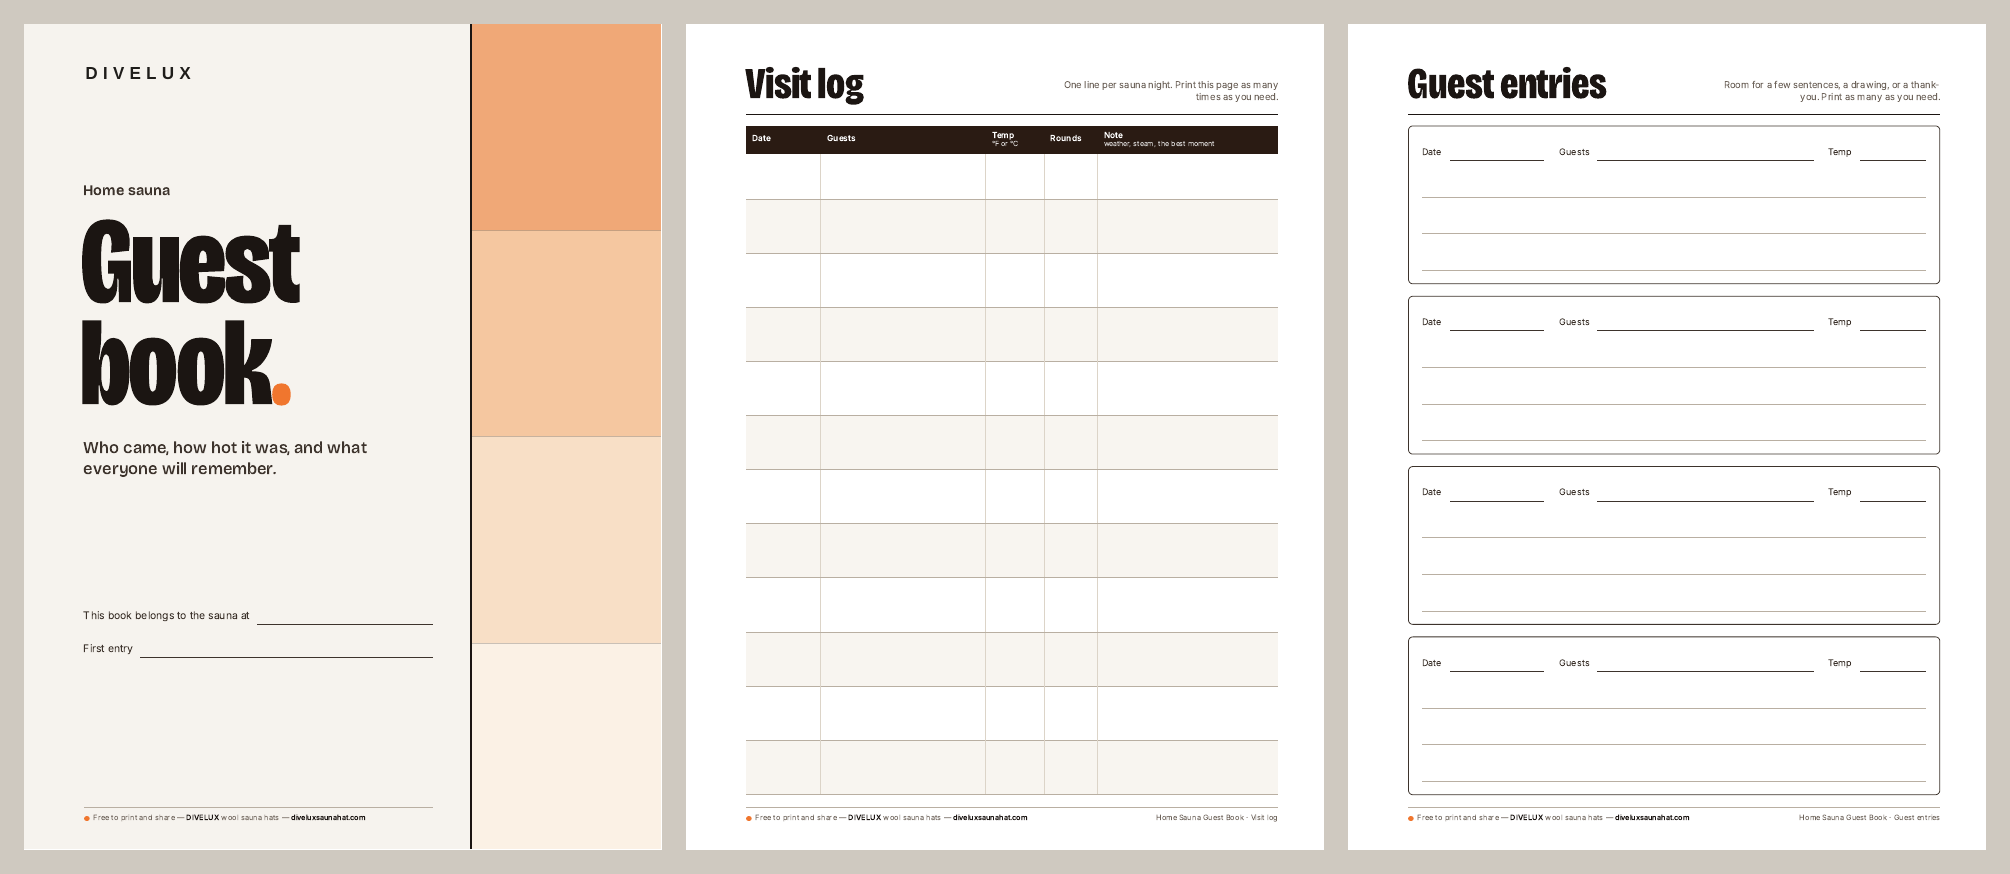 DIVELUX
Home sauna
Guest
book.
Who came, how hot it was, and what
everyone will remember.
This book belongs to the sauna at
First entry
Free to print and share — DIVELUX wool sauna hats — diveluxsaunahat.com
Visit log
One line per sauna night. Print this page as many
times as you need.
Date Guests Temp Rounds Note
°F or °C weather, steam, the best moment
Free to print and share — DIVELUX wool sauna hats — diveluxsaunahat.com Home Sauna Guest Book · Visit log
Guest entries
Room for a few sentences, a drawing, or a thank-
you. Print as many as you need.
Date Guests Temp
Date Guests Temp
Date Guests Temp
Date Guests Temp
Free to print and share — DIVELUX wool sauna hats — diveluxsaunahat.com Home Sauna Guest Book · Guest entries